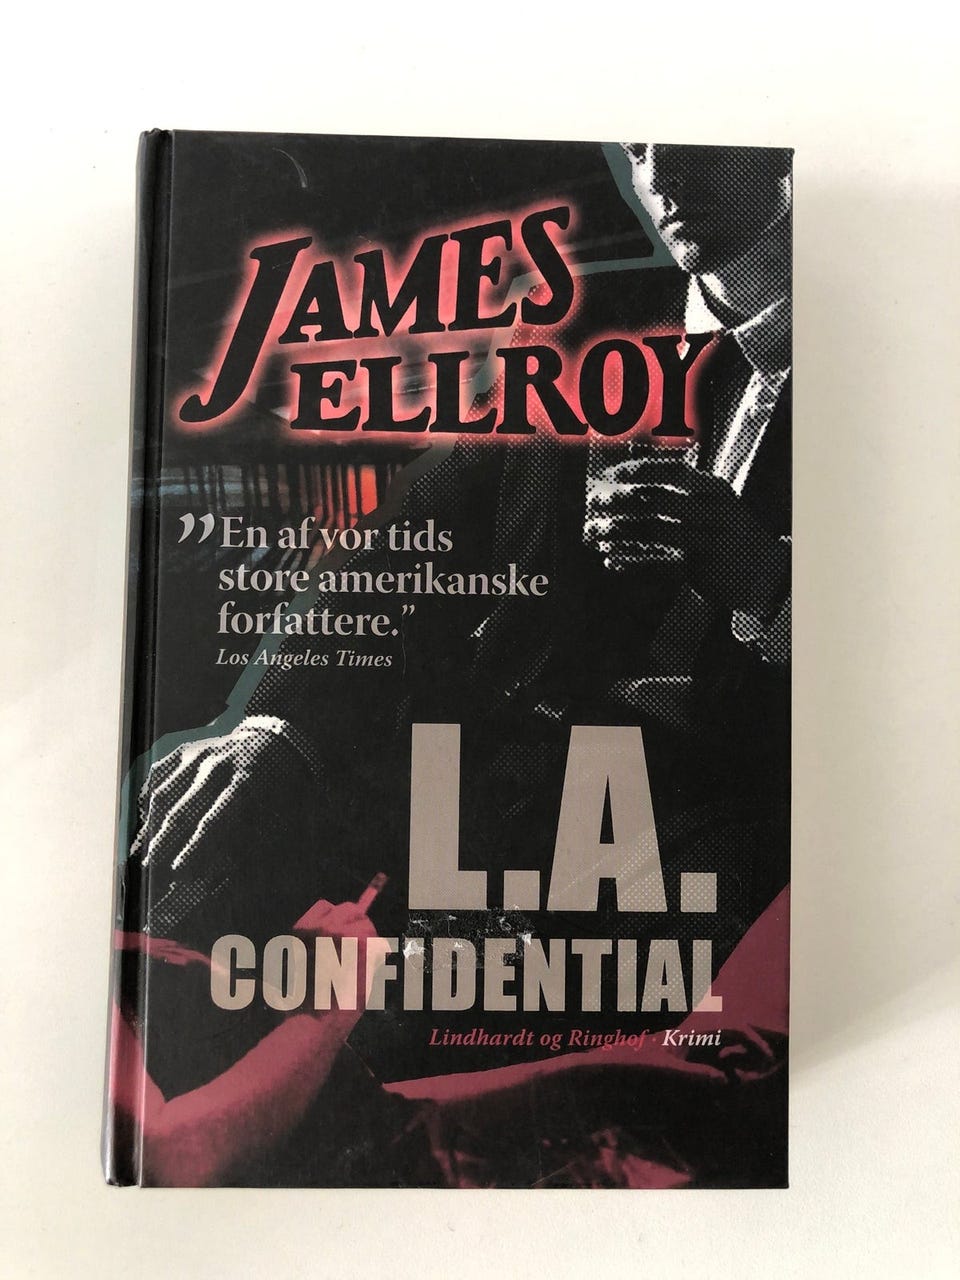 JAMES
ELLROY
”En af vor tids
store amerikanske
forfattere.”
Los Angeles Times
L.A.
CONFIDENTIAL
Lindhardt og Ringhof · Krimi